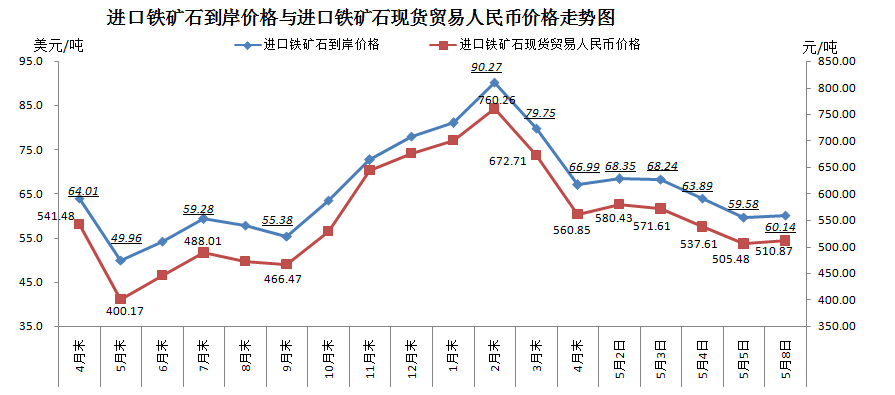 进口铁矿石到岸价格与进口铁矿石现货贸易人民币价格走势图
美元/吨
进口铁矿石到岸价格
进口铁矿石现货贸易人民币价格
元/吨
95.0
85.0
75.0
65.0
55.0
45.0
35.0
850.00
800.00
750.00
700.00
650.00
600.00
550.00
500.00
450.00
400.00
350.00
64.01
49.96
59.28
55.38
90.27
79.75
66.99
68.35
68.24
63.89
59.58
60.14
541.48
400.17
488.01
466.47
760.26
672.71
560.85
580.43
571.61
537.61
505.48
510.87
4月末
5月末
6月末
7月末
8月末
9月末
10月末
11月末
12月末
1月末
2月末
3月末
4月末
5月2日
5月3日
5月4日
5月5日
5月8日